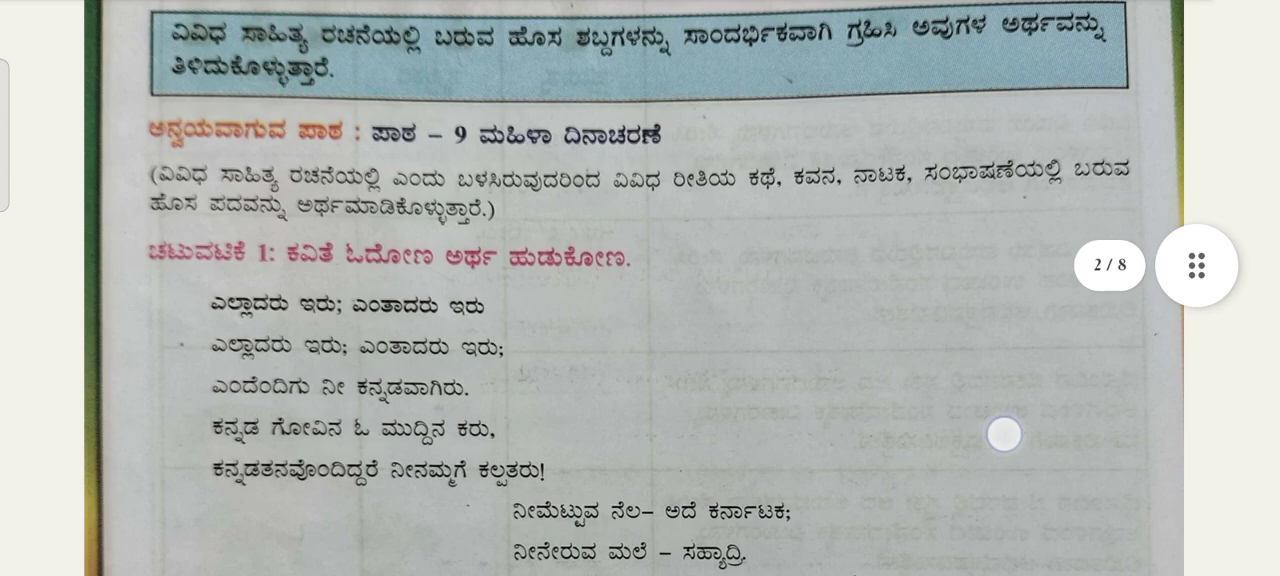 ವಿವಿಧ ಸಾಹಿತ್ಯ ರಚನೆಯಲ್ಲಿ ಬರುವ ಹೊಸ ಶಬ್ದಗಳನ್ನು ಸಾಂದರ್ಭಿಕವಾಗಿ ಗ್ರಹಿಸಿ ಅವುಗಳ ಅರ್ಥವನ್ನು
ತಿಳಿದುಕೊಳ್ಳುತ್ತಾರೆ.
ಅನ್ವಯವಾಗುವ ಪಾಠ : ಪಾಠ – 9 ಮಹಿಳಾ ದಿನಾಚರಣೆ
(ವಿವಿಧ ಸಾಹಿತ್ಯ ರಚನೆಯಲ್ಲಿ ಎಂದು ಬಳಸಿರುವುದರಿಂದ ವಿವಿಧ ರೀತಿಯ ಕಥೆ, ಕವನ, ನಾಟಕ, ಸಂಭಾಷಣೆಯಲ್ಲಿ ಬರುವ
ಹೊಸ ಪದವನ್ನು ಅರ್ಥಮಾಡಿಕೊಳ್ಳುತ್ತಾರೆ.)
ಚಟುವಟಿಕೆ 1: ಕವಿತೆ ಓದೋಣ ಅರ್ಥ ಹುಡುಕೋಣ.
2 / 8
ಎಲ್ಲಾದರು ಇರು; ಎಂತಾದರು ಇರು
ಎಲ್ಲಾದರು ಇರು; ಎಂತಾದರು ಇರು;
ಎಂದೆಂದಿಗು ನೀ ಕನ್ನಡವಾಗಿರು.
ಕನ್ನಡ ಗೋವಿನ ಓ ಮುದ್ದಿನ ಕರು,
ಕನ್ನಡತನವೊಂದಿದ್ದರೆ ನೀನಮ್ಮಗೆ ಕಲ್ಪತರು!
ನೀಮೆಟ್ಟುವ ನೆಲ– ಅದೆ ಕರ್ನಾಟಕ;
ನೀನೇರುವ ಮಲೆ – ಸಹ್ಯಾದ್ರಿ.